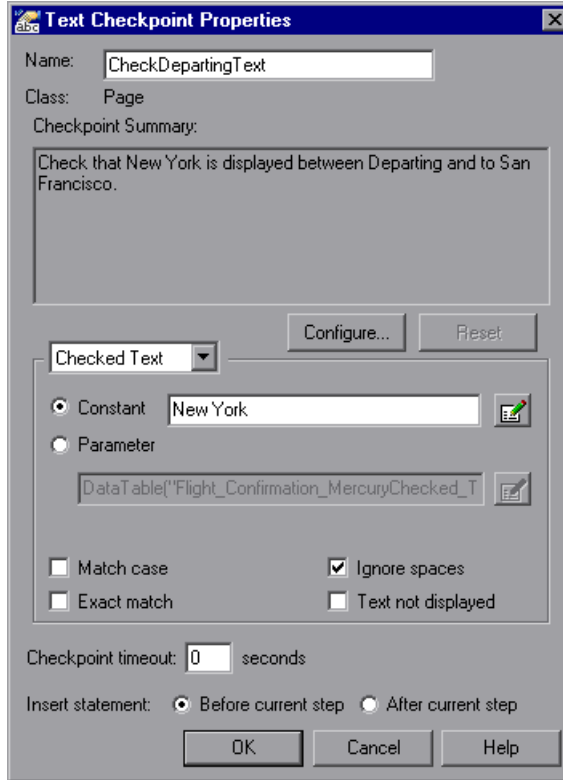 Text Checkpoint Properties
Name: CheckDepartingText
Class: Page
Checkpoint Summary:
Check that New York is displayed between Departing and to San
Francisco.
Configure... Reset
Checked Text
Constant New York
Parameter
DataTable("Flight_Confirmation_MercuryChecked_T
Match case Ignore spaces
Exact match Text not displayed
Checkpoint timeout: 0 seconds
Insert statement: Before current step After current step
OK Cancel Help